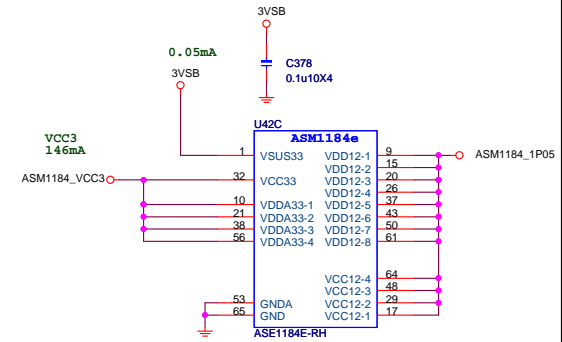 3VSB
0.05mA
3VSB
C378
0.1u10X4
VCC3
146mA
U42C
ASM1184e
1 VSUS33 VDD12-1 9 ASM1184_1P05
VDD12-2 15
ASM1184_VCC3 32 VCC33 VDD12-3 20
VDD12-4 26
10 VDDA33-1 VDD12-5 37
21 VDDA33-2 VDD12-6 43
38 VDDA33-3 VDD12-7 50
56 VDDA33-4 VDD12-8 61
VCC12-4 64
VCC12-3 48
53 GNDA VCC12-2 29
65 GND VCC12-1 17
ASE1184E-RH